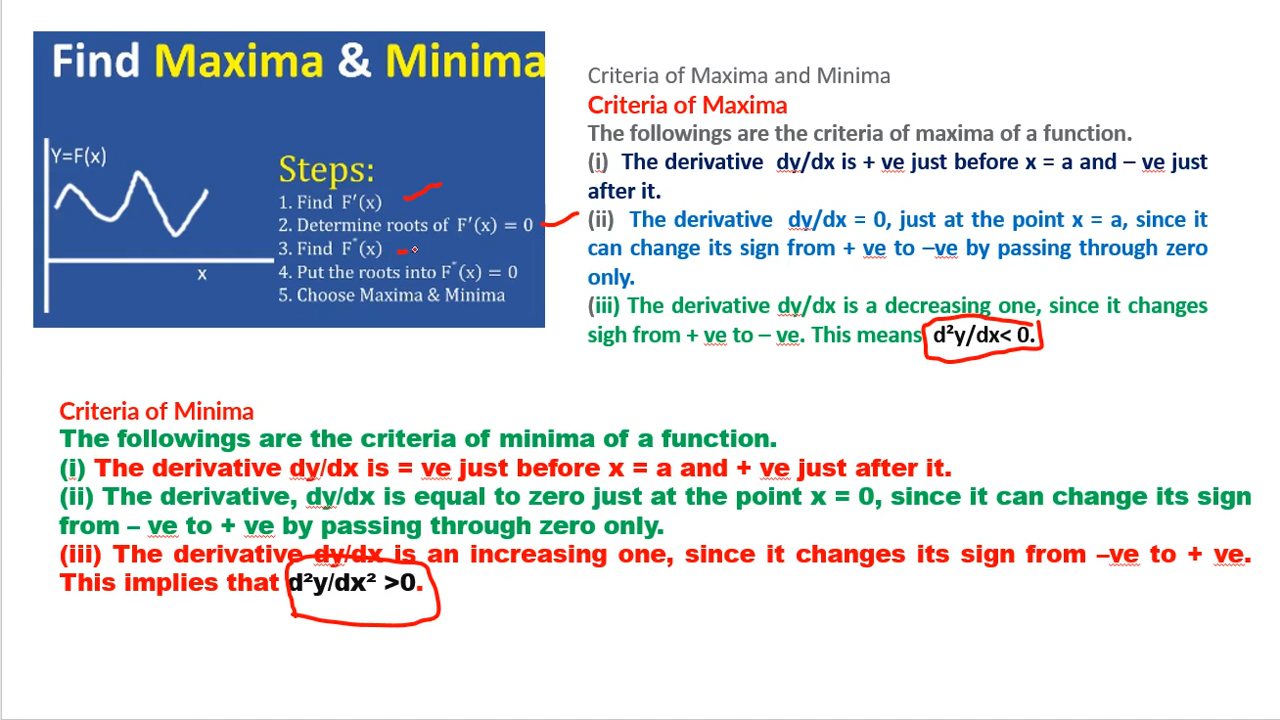 Find Maxima & Minima
Y=F(x)
x
Steps:
1. Find F′(x)
2. Determine roots of F′(x) = 0
3. Find F″(x)
4. Put the roots into F″(x) = 0
5. Choose Maxima & Minima
Criteria of Maxima and Minima
Criteria of Maxima
The followings are the criteria of maxima of a function.
(i) The derivative dy/dx is + ve just before x = a and – ve just
after it.
(ii) The derivative dy/dx = 0, just at the point x = a, since it
can change its sign from + ve to –ve by passing through zero
only.
(iii) The derivative dy/dx is a decreasing one, since it changes
sigh from + ve to – ve. This means d²y/dx< 0.
Criteria of Minima
The followings are the criteria of minima of a function.
(i) The derivative dy/dx is = ve just before x = a and + ve just after it.
(ii) The derivative, dy/dx is equal to zero just at the point x = 0, since it can change its sign
from – ve to + ve by passing through zero only.
(iii) The derivative dy/dx is an increasing one, since it changes its sign from –ve to + ve.
This implies that d²y/dx² >0.